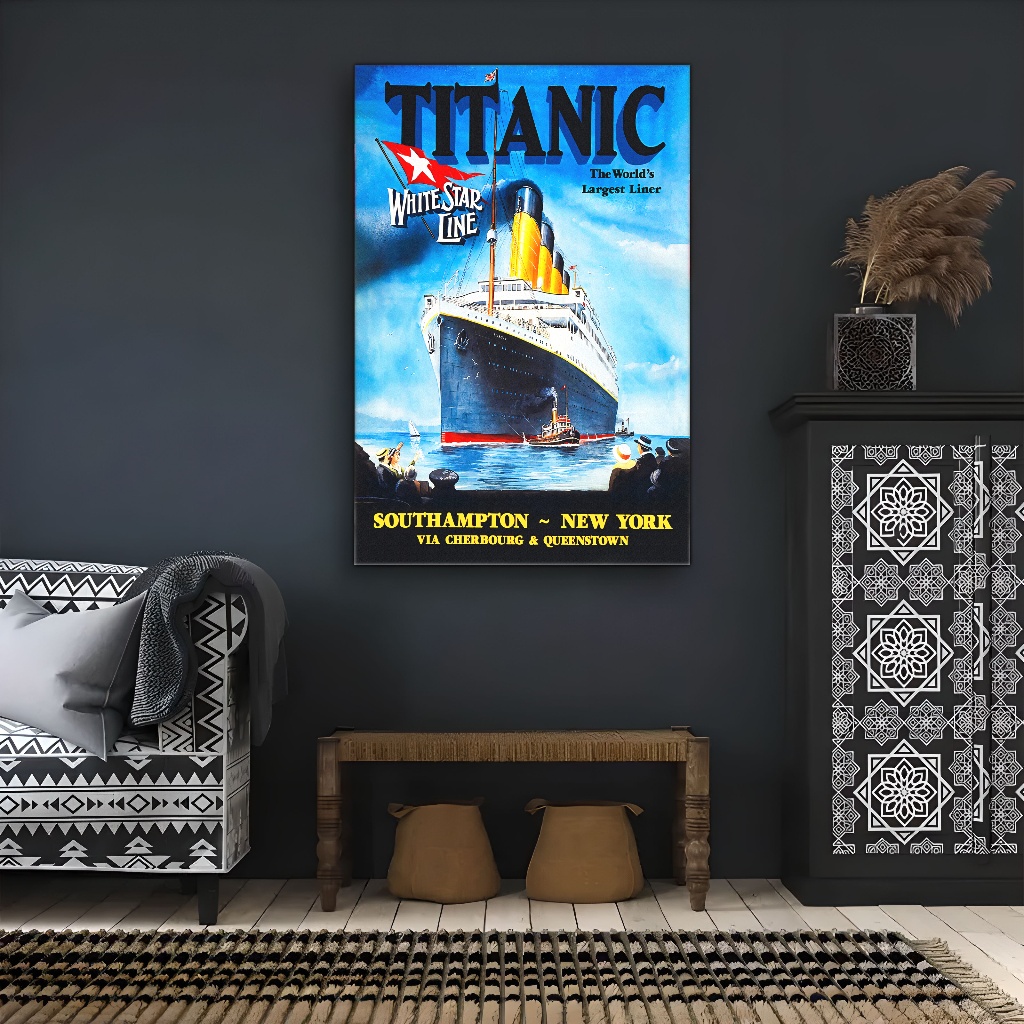 TITANIC
The World's
Largest Liner
WHITE STAR
LINE
SOUTHAMPTON ~ NEW YORK
VIA CHERBOURG & QUEENSTOWN